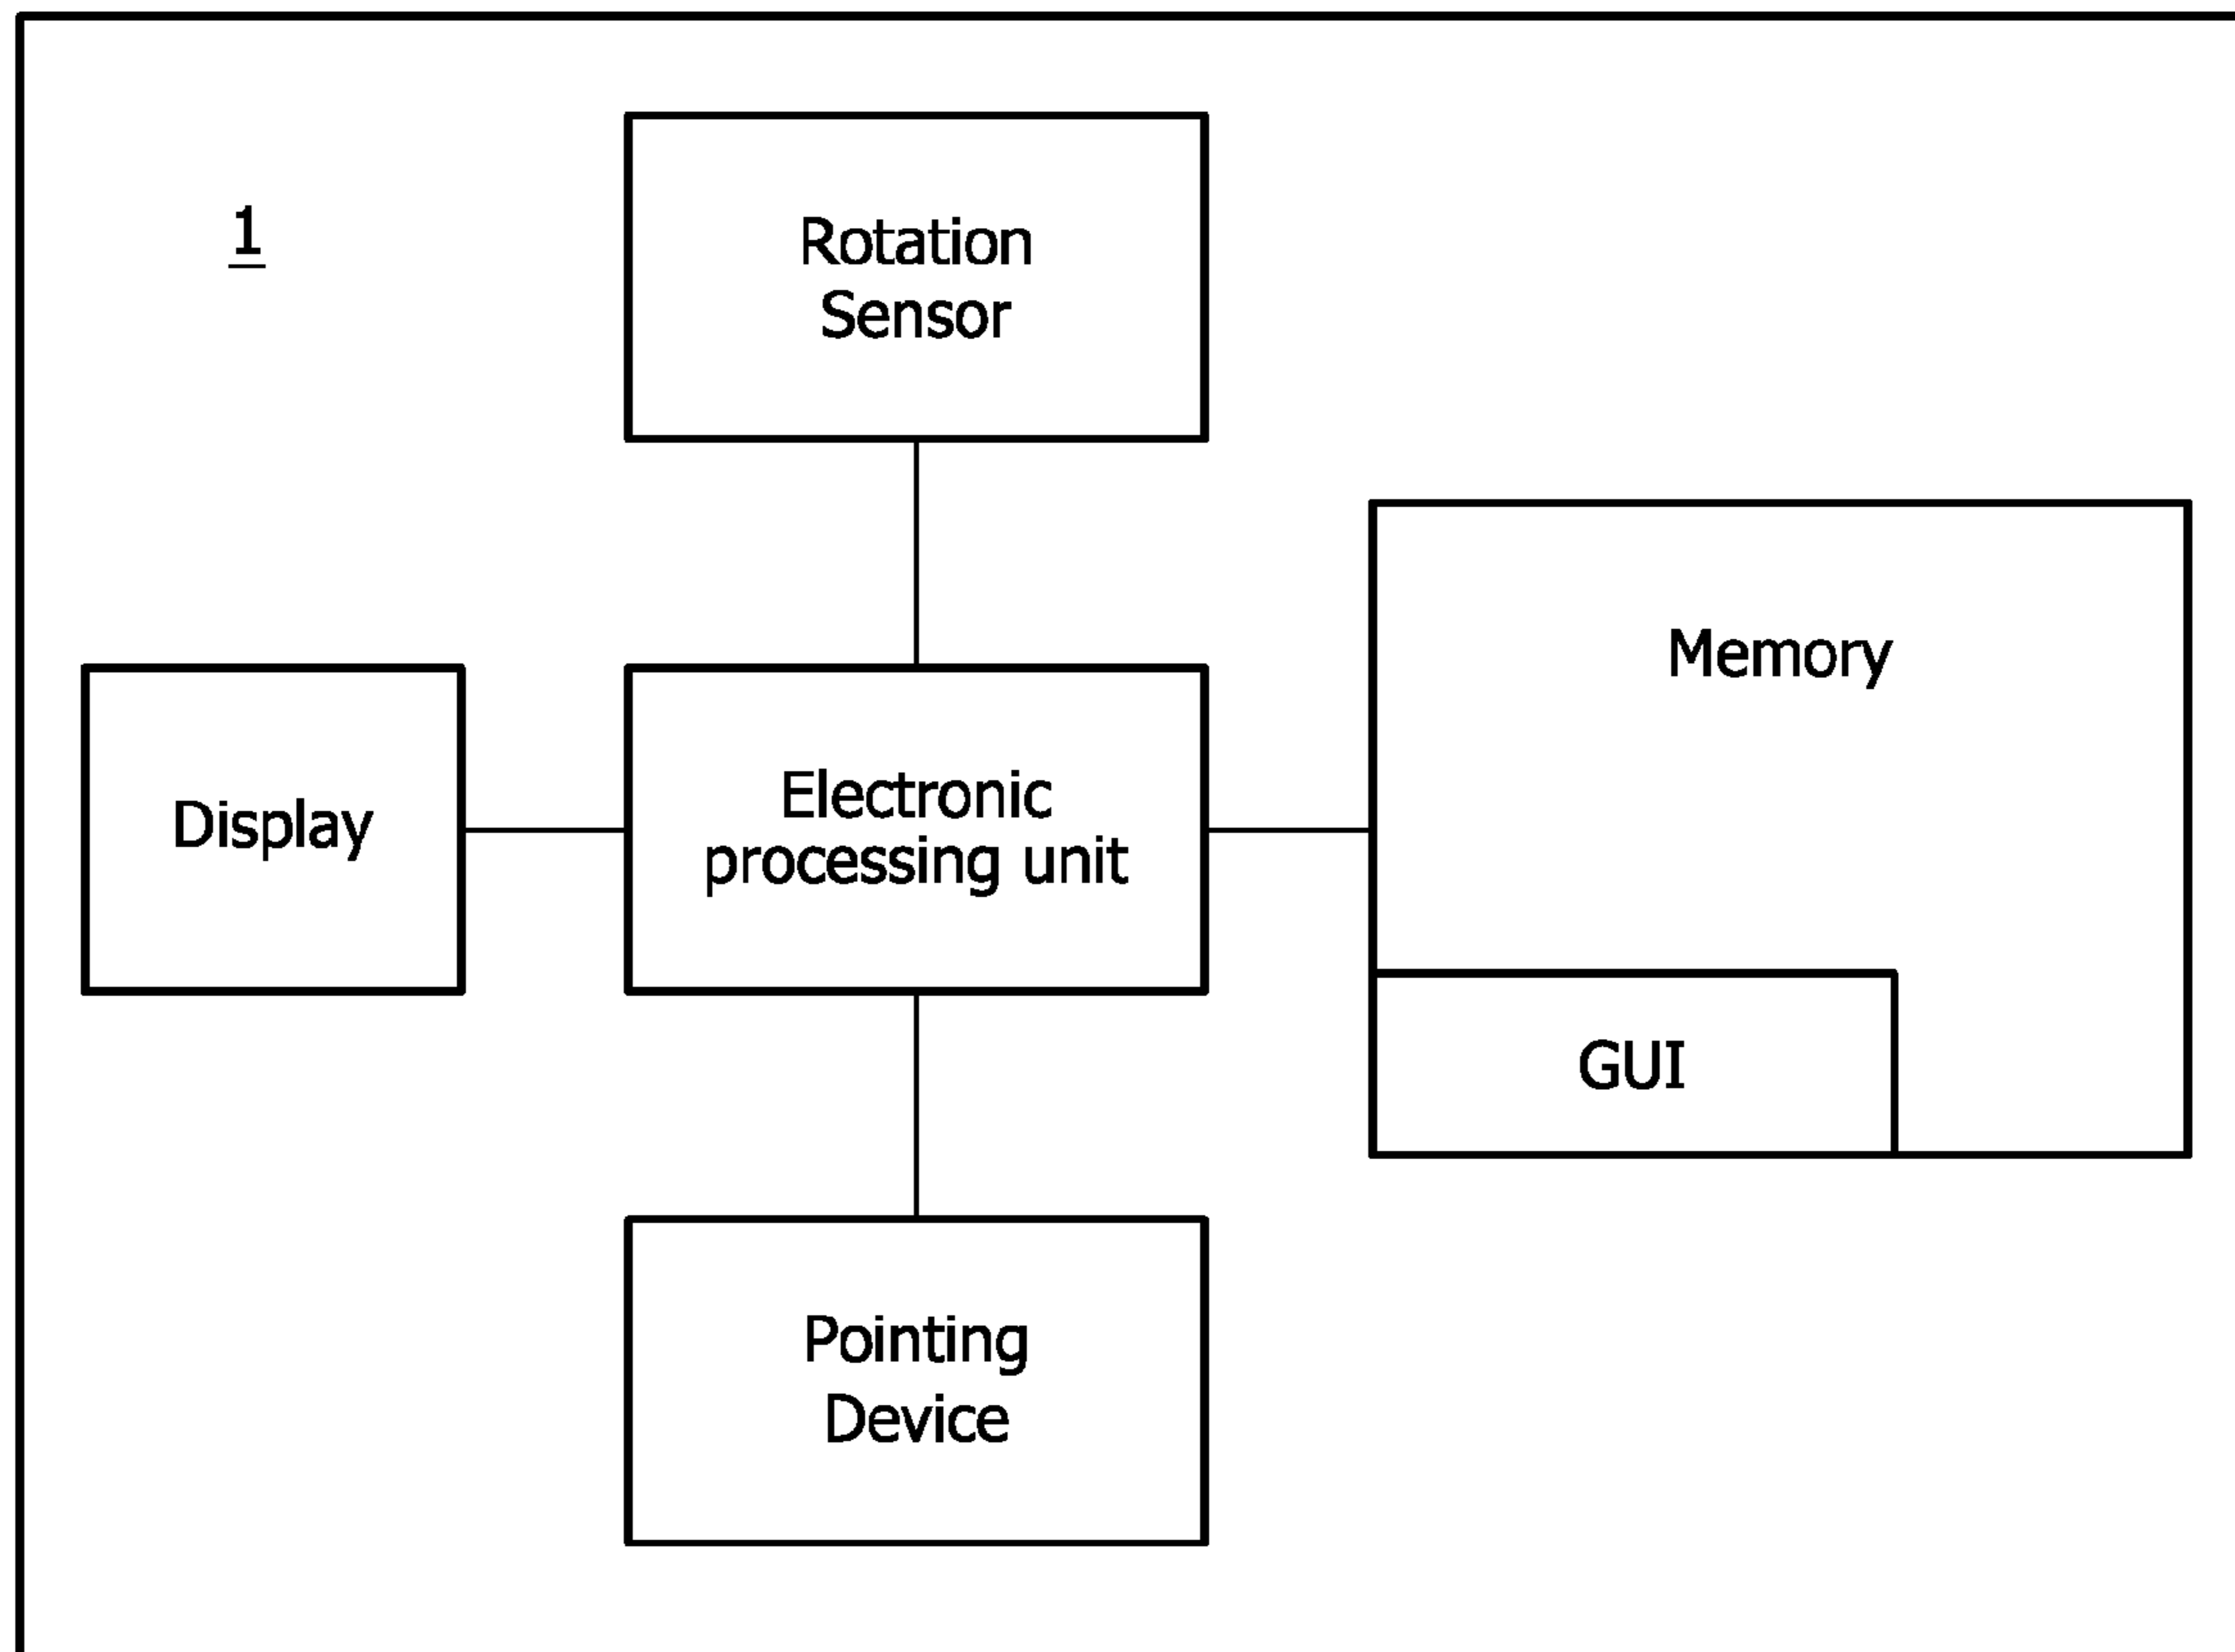 1
Rotation
Sensor
Memory
Display
Electronic
processing unit
GUI
Pointing
Device